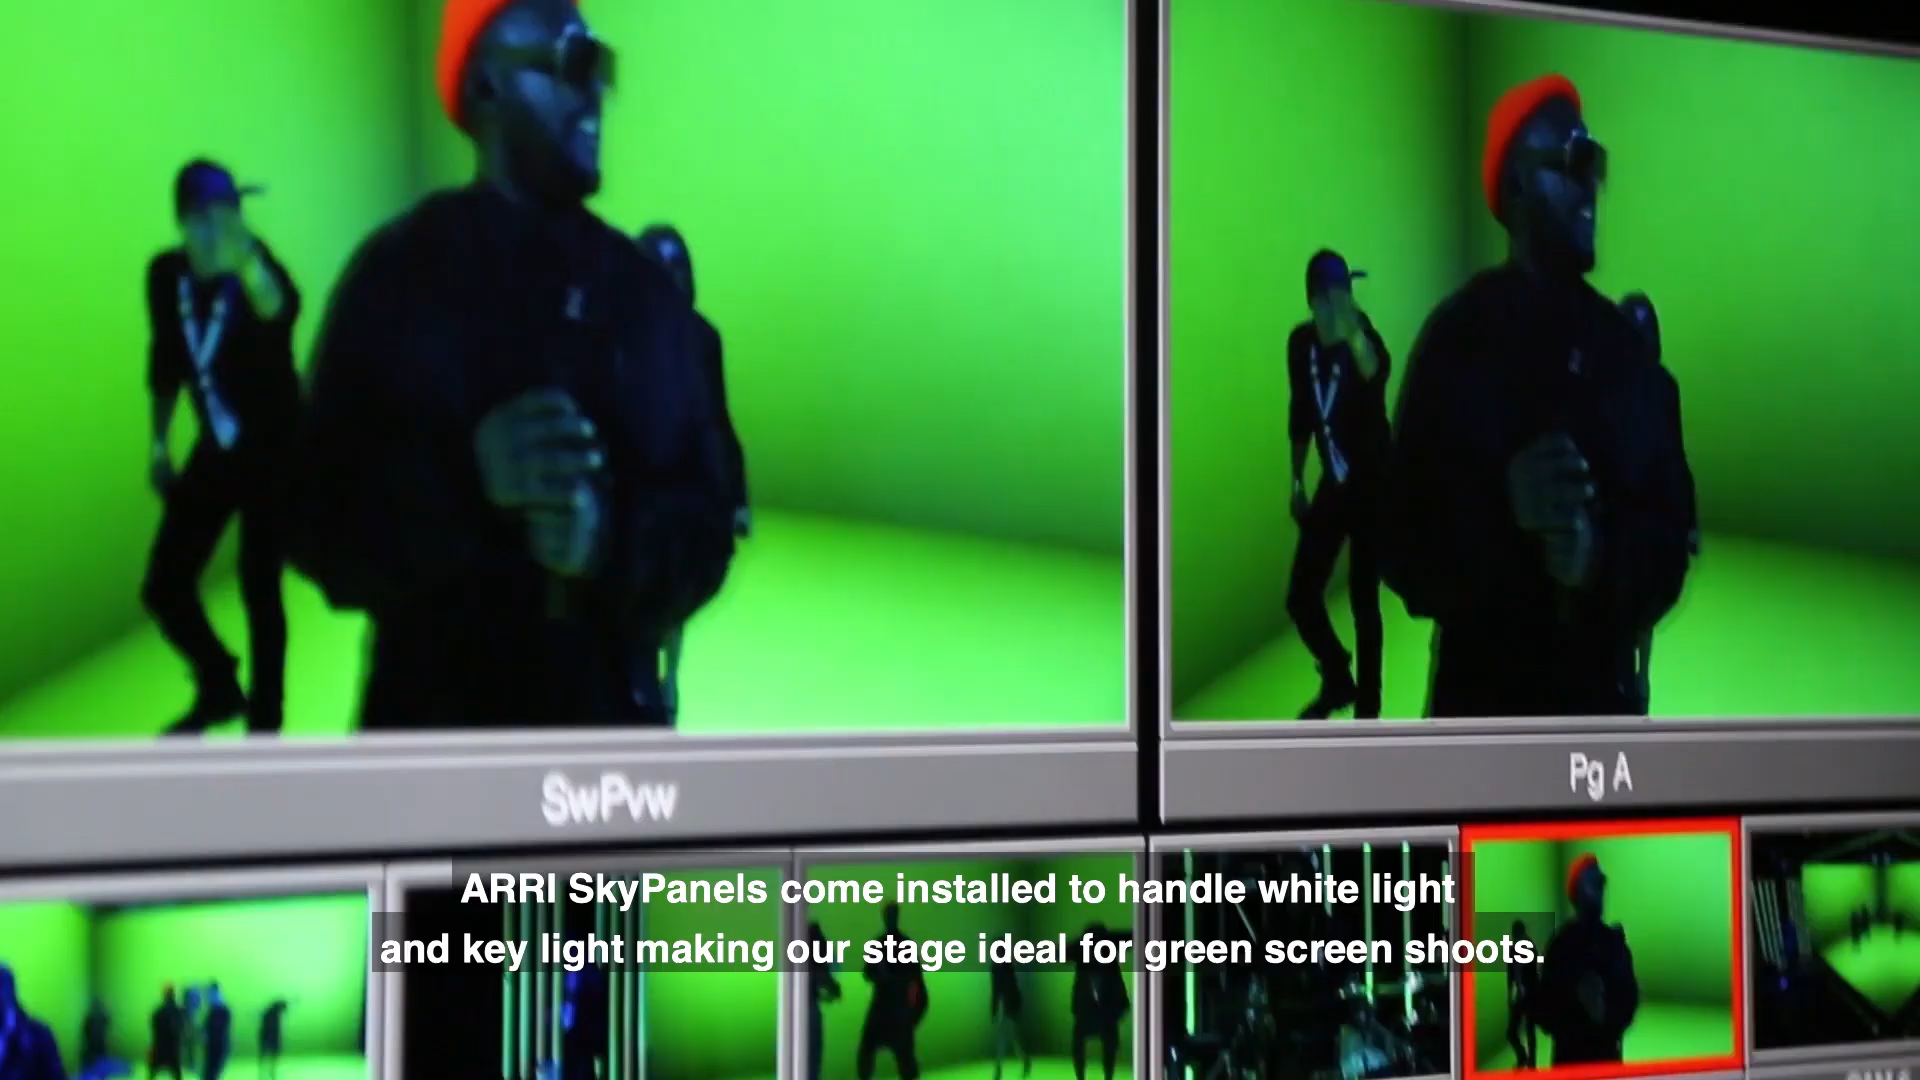 SwPvw
Pg A
ARRI SkyPanels come installed to handle white light
and key light making our stage ideal for green screen shoots.